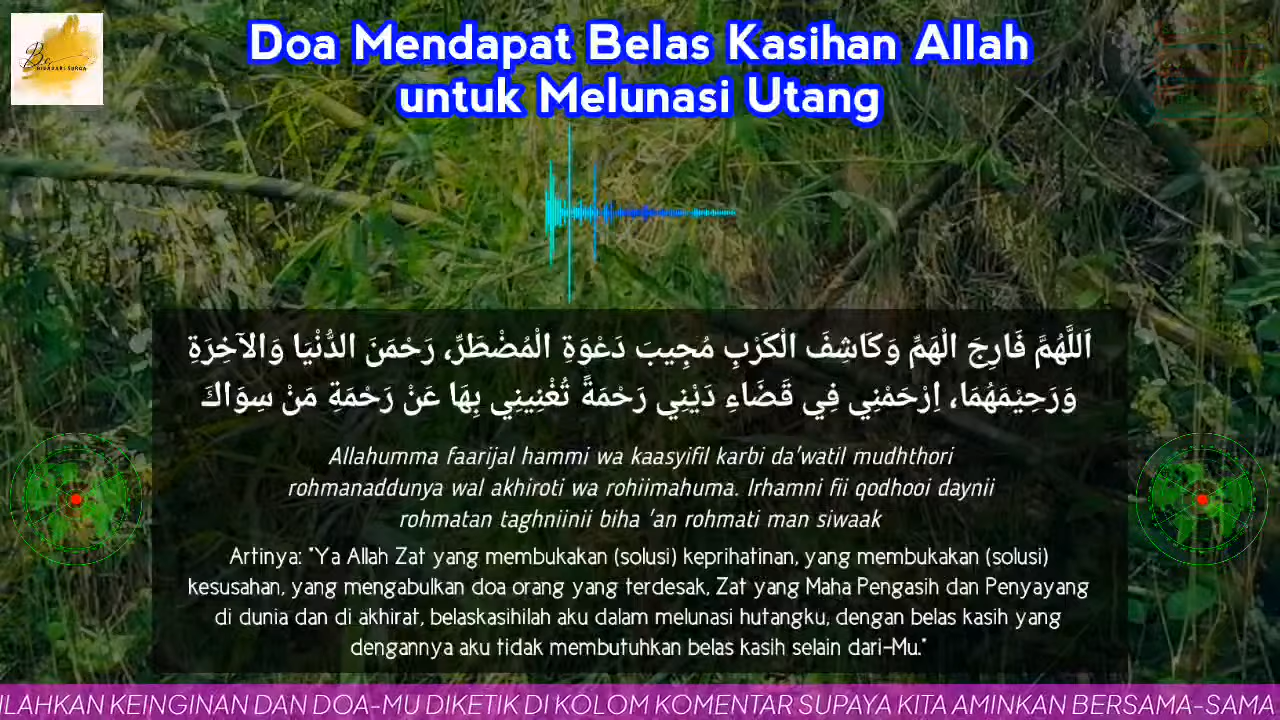 Doa Mendapat Belas Kasihan Allah
untuk Melunasi Utang
اَللَّهُمَّ فَارِجَ الْهَمِّ وَكَاشِفَ الْكَرْبِ مُجِيبَ دَعْوَةِ الْمُضْطَرِّ، رَحْمَنَ الدُّنْيَا وَالآخِرَةِ
وَرَحِيْمَهُمَا، اِرْحَمْنِي فِي قَضَاءِ دَيْنِي رَحْمَةً تُغْنِينِي بِهَا عَنْ رَحْمَةِ مَنْ سِوَاكَ
Allahumma faarijal hammi wa kaasyifil karbi da'watil mudhthori
rohmanaddunya wal akhiroti wa rohiimahuma. Irhamni fii qodhooi daynii
rohmatan taghniinii biha 'an rohmati man siwaak
Artinya: "Ya Allah Zat yang membukakan (solusi) keprihatinan, yang membukakan (solusi)
kesusahan, yang mengabulkan doa orang yang terdesak, Zat yang Maha Pengasih dan Penyayang
di dunia dan di akhirat, belaskasihilah aku dalam melunasi hutangku, dengan belas kasih yang
dengannya aku tidak membutuhkan belas kasih selain dari-Mu."
ILAHKAN KEINGINAN DAN DOA-MU DIKETIK DI KOLOM KOMENTAR SUPAYA KITA AMINKAN BERSAMA-SAMA